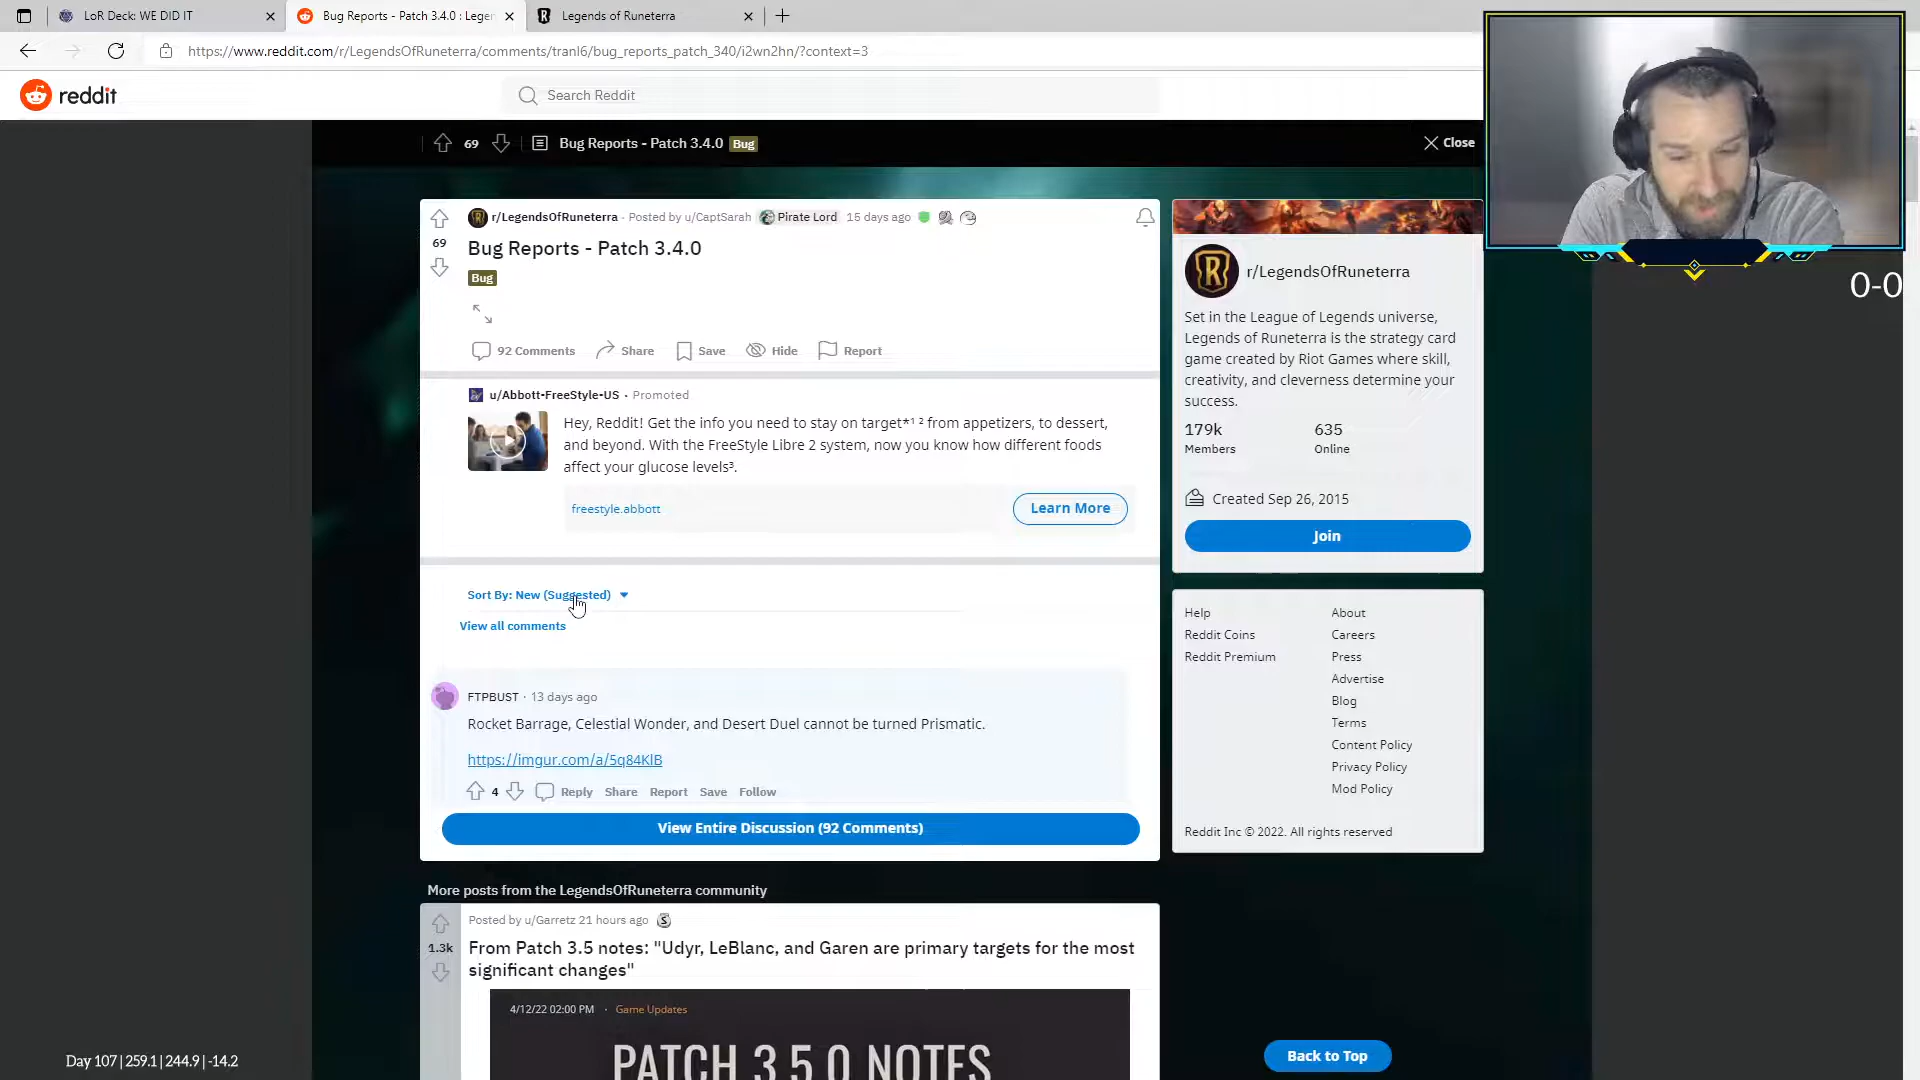 LoR Deck: WE DID IT
Bug Reports - Patch 3.4.0 : Leger
Legends of Runeterra
https://www.reddit.com/r/LegendsOfRuneterra/comments/tranl6/bug_reports_patch_340/i2wn2hn/?context=3
reddit
Search Reddit
69
Bug Reports - Patch 3.4.0 Bug
Close
r/LegendsOfRuneterra · Posted by u/CaptSarah Pirate Lord 15 days ago
69
Bug Reports - Patch 3.4.0
Bug
92 Comments Share Save Hide Report
u/Abbott-FreeStyle-US · Promoted
Hey, Reddit! Get the info you need to stay on target*¹ ² from appetizers, to dessert,
and beyond. With the FreeStyle Libre 2 system, now you know how different foods
affect your glucose levels³.
freestyle.abbott
Learn More
Sort By: New (Suggested)
View all comments
FTPBUST · 13 days ago
Rocket Barrage, Celestial Wonder, and Desert Duel cannot be turned Prismatic.
https://imgur.com/a/5q84KlB
4 Reply Share Report Save Follow
View Entire Discussion (92 Comments)
More posts from the LegendsOfRuneterra community
Posted by u/Garretz 21 hours ago
1.3k
From Patch 3.5 notes: "Udyr, LeBlanc, and Garen are primary targets for the most
significant changes"
4/12/22 02:00 PM · Game Updates
PATCH 3.5.0 NOTES
r/LegendsOfRuneterra
Set in the League of Legends universe,
Legends of Runeterra is the strategy card
game created by Riot Games where skill,
creativity, and cleverness determine your
success.
179k
Members
635
Online
Created Sep 26, 2015
Join
Help
Reddit Coins
Reddit Premium
About
Careers
Press
Advertise
Blog
Terms
Content Policy
Privacy Policy
Mod Policy
Reddit Inc © 2022. All rights reserved
Back to Top
0-0
Day 107 | 259.1 | 244.9 | -14.2